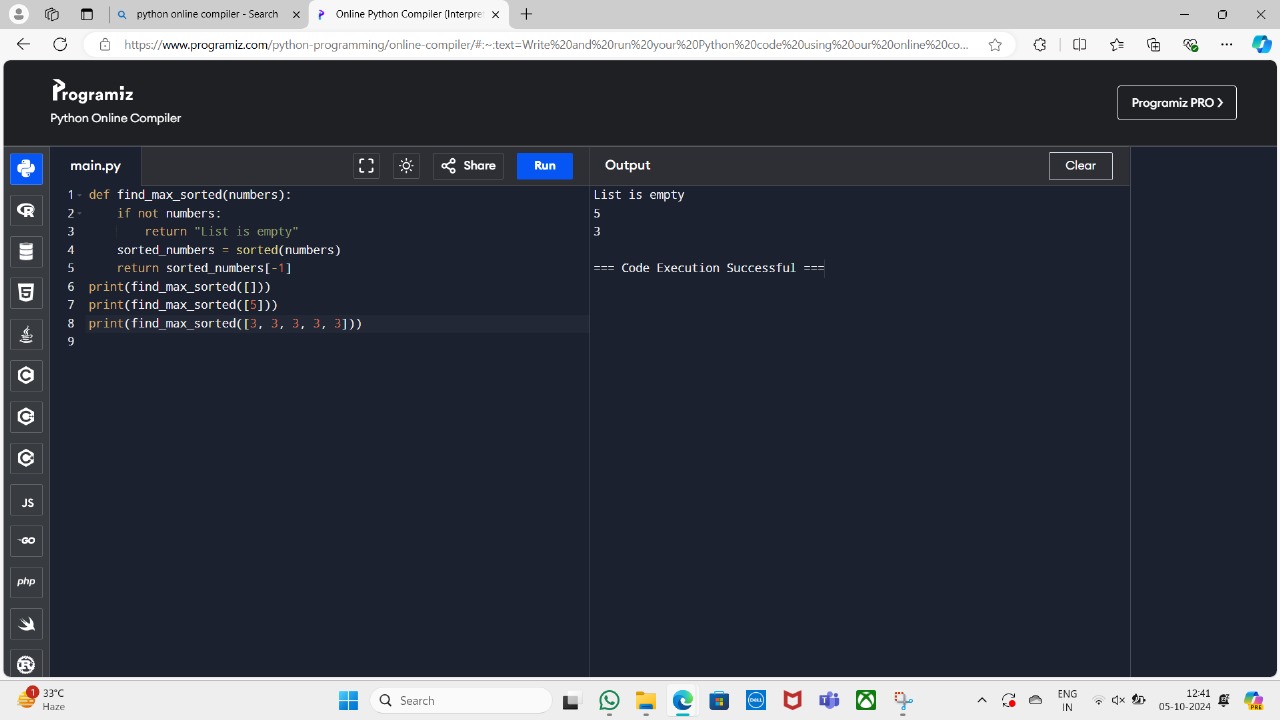 python online compiler - Search
Online Python Compiler (Interpre
https://www.programiz.com/python-programming/online-compiler/#:~:text=Write%20and%20run%20your%20Python%20code%20using%20our%20online%20co...
Programiz
Python Online Compiler
Programiz PRO >
main.py
Share
Run
Output
Clear
1 def find_max_sorted(numbers):
2 if not numbers:
3 return "List is empty"
4 sorted_numbers = sorted(numbers)
5 return sorted_numbers[-1]
6 print(find_max_sorted([]))
7 print(find_max_sorted([5]))
8 print(find_max_sorted([3, 3, 3, 3, 3]))
9
List is empty
5
3
=== Code Execution Successful ===
JS
GO
php
1
33°C
Haze
Search
DELL
ENG
IN
12:41
05-10-2024
PRE